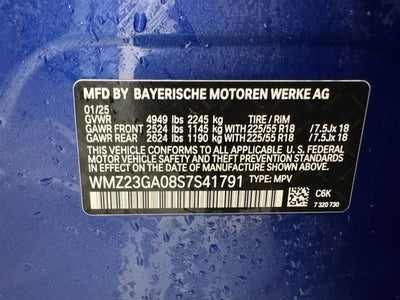 MFD BY BAYERISCHE MOTOREN WERKE AG
01/25
GVWR 4949 lbs 2245 kg TIRE / RIM
GAWR FRONT 2524 lbs 1145 kg WITH 225/55 R18 / 7.5Jx 18
GAWR REAR 2624 lbs 1190 kg WITH 225/55 R18 / 7.5Jx 18
THIS VEHICLE CONFORMS TO ALL APPLICABLE U.S. FEDERAL
MOTOR VEHICLE SAFETY STANDARDS IN EFFECT
ON THE DATE OF MANUFACTURE SHOWN ABOVE.
WMZ23GA08S7S41791 TYPE: MPV
C6K
7 320 730